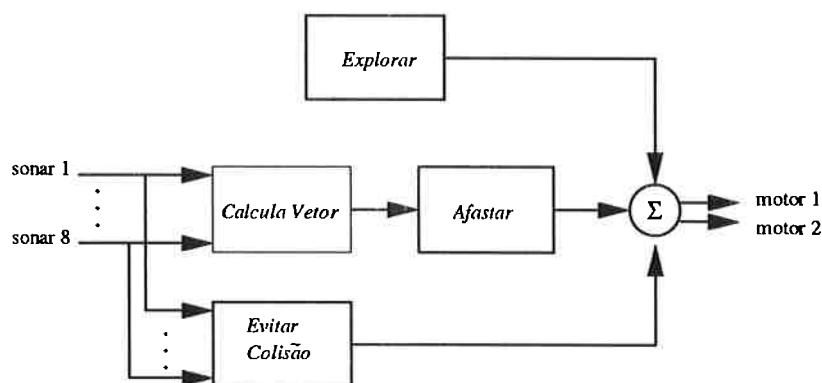 Explorar
sonar 1
sonar 8
Calcula Vetor
Afastar
Σ
motor 1
motor 2
Evitar
Colisão